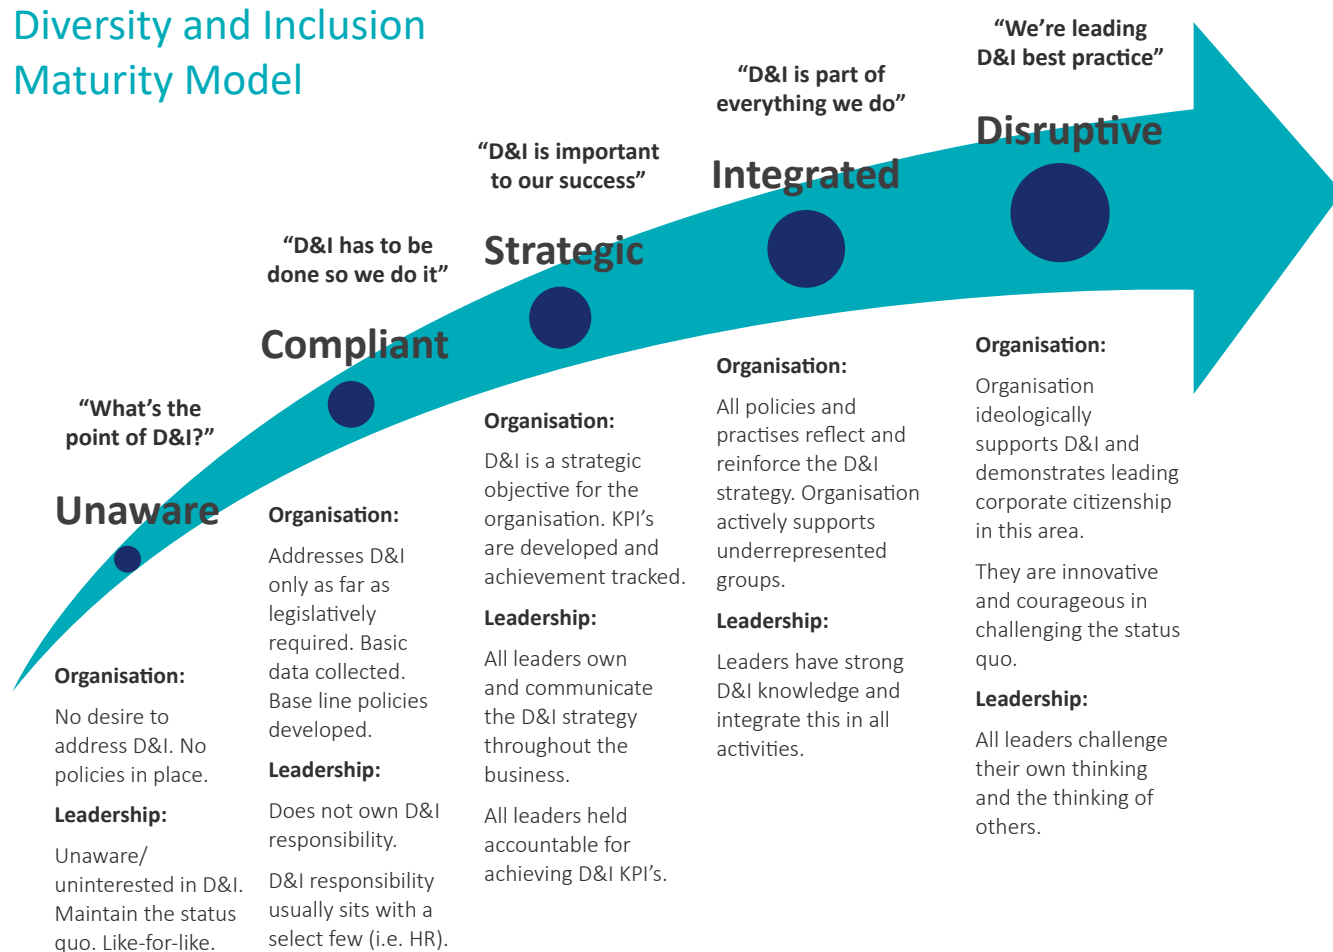 Diversity and Inclusion
Maturity Model
“What’s the
point of D&I?”
Unaware
Organisation:
No desire to
address D&I. No
policies in place.
Leadership:
Unaware/
uninterested in D&I.
Maintain the status
quo. Like-for-like.
“D&I has to be
done so we do it”
Compliant
Organisation:
Addresses D&I
only as far as
legislatively
required. Basic
data collected.
Base line policies
developed.
Leadership:
Does not own D&I
responsibility.
D&I responsibility
usually sits with a
select few (i.e. HR).
“D&I is important
to our success”
Strategic
Organisation:
D&I is a strategic
objective for the
organisation. KPI’s
are developed and
achievement tracked.
Leadership:
All leaders own
and communicate
the D&I strategy
throughout the
business.
All leaders held
accountable for
achieving D&I KPI’s.
“D&I is part of
everything we do”
Integrated
Organisation:
All policies and
practises reflect and
reinforce the D&I
strategy. Organisation
actively supports
underrepresented
groups.
Leadership:
Leaders have strong
D&I knowledge and
integrate this in all
activities.
“We’re leading
D&I best practice”
Disruptive
Organisation:
Organisation
ideologically
supports D&I and
demonstrates leading
corporate citizenship
in this area.
They are innovative
and courageous in
challenging the status
quo.
Leadership:
All leaders challenge
their own thinking
and the thinking of
others.